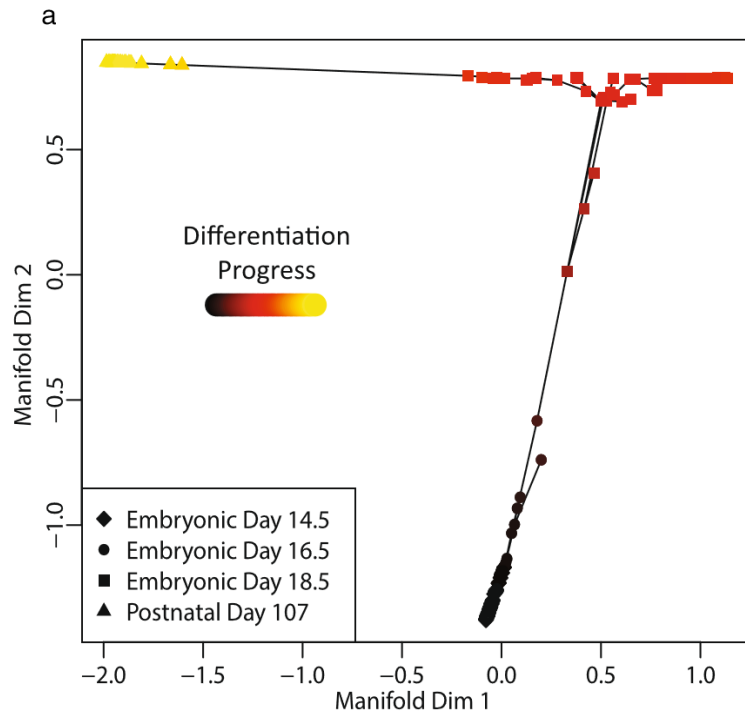 a
Manifold Dim 2
0.5
0.0
−0.5
−1.0
Differentiation
Progress
Embryonic Day 14.5
Embryonic Day 16.5
Embryonic Day 18.5
Postnatal Day 107
−2.0 −1.5 −1.0 −0.5 0.0 0.5 1.0
Manifold Dim 1